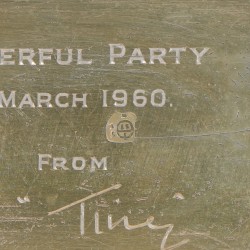 ERFUL PARTY
MARCH 1960.
FROM
"Tiny